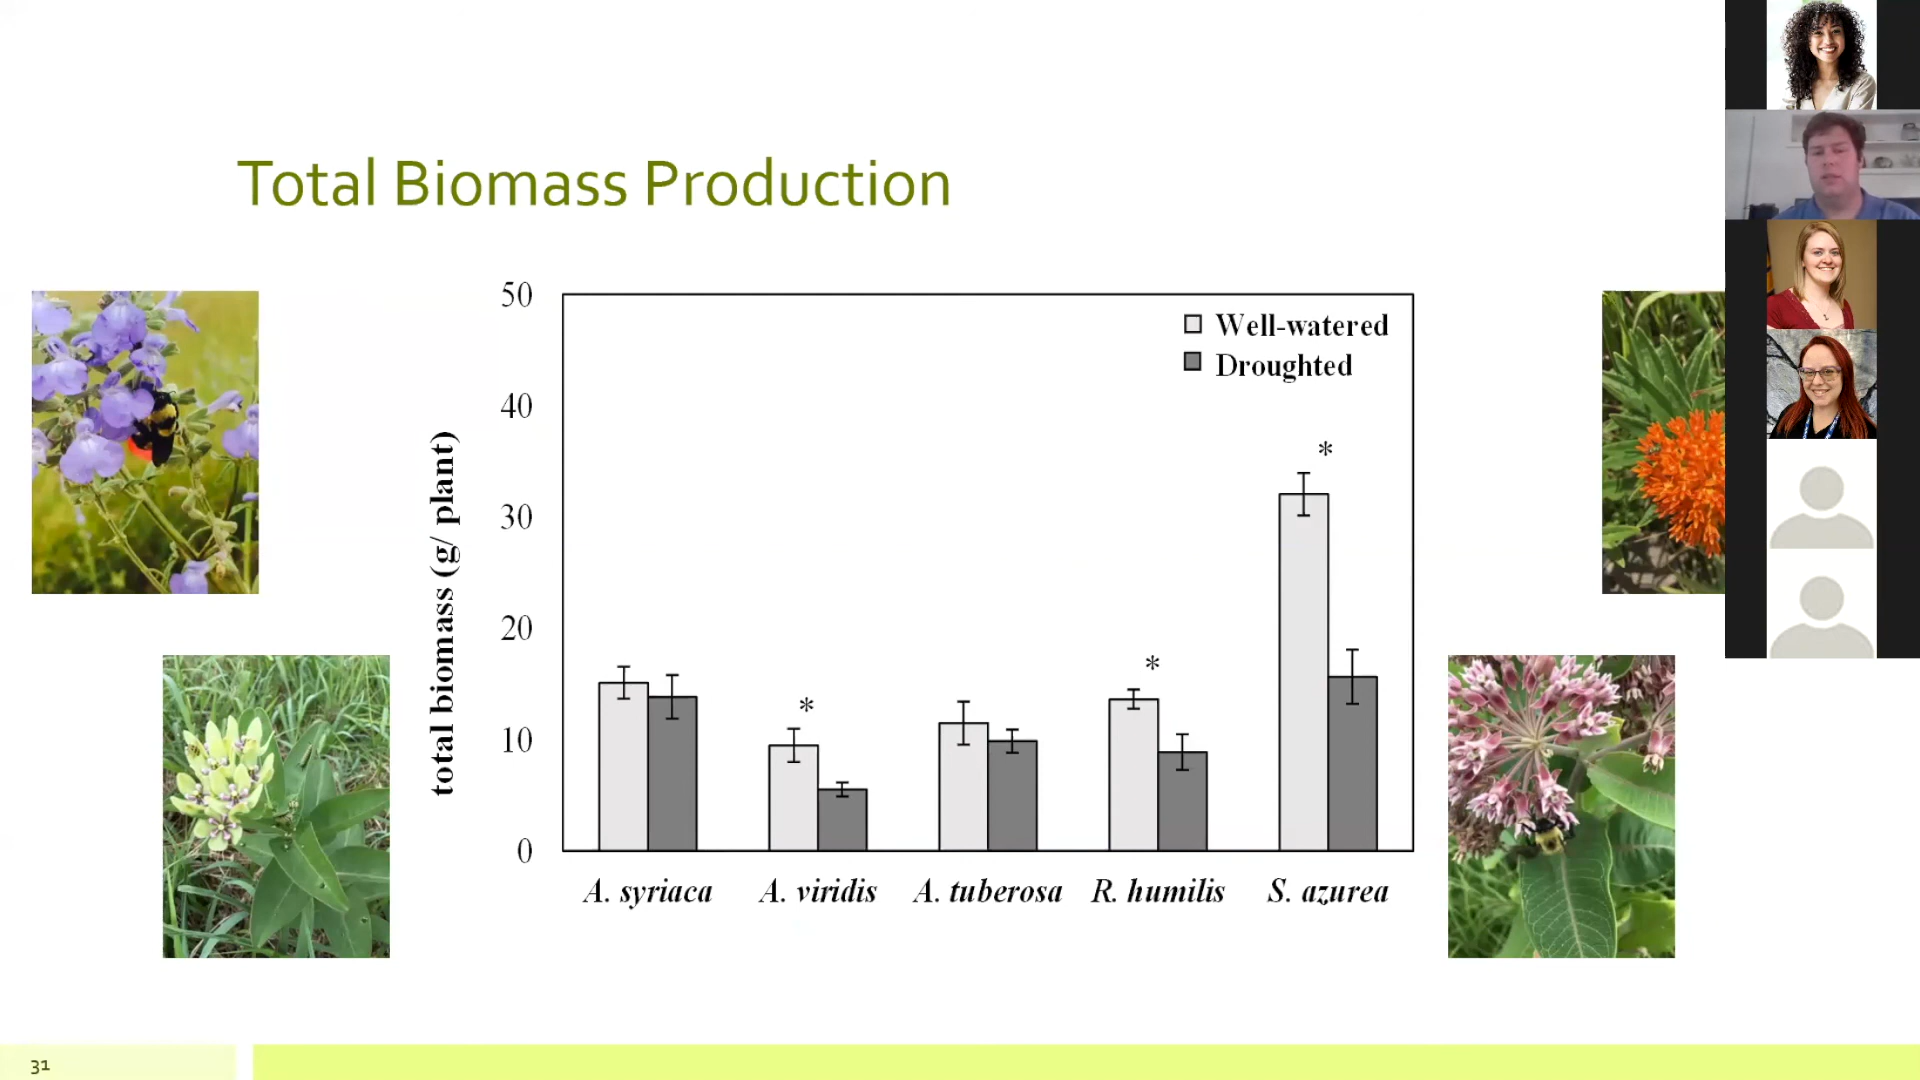 Total Biomass Production
50
40
30
20
10
0
total biomass (g/ plant)
Well-watered
Droughted
*
*
*
*
A. syriaca
A. viridis
A. tuberosa
R. humilis
S. azurea
31